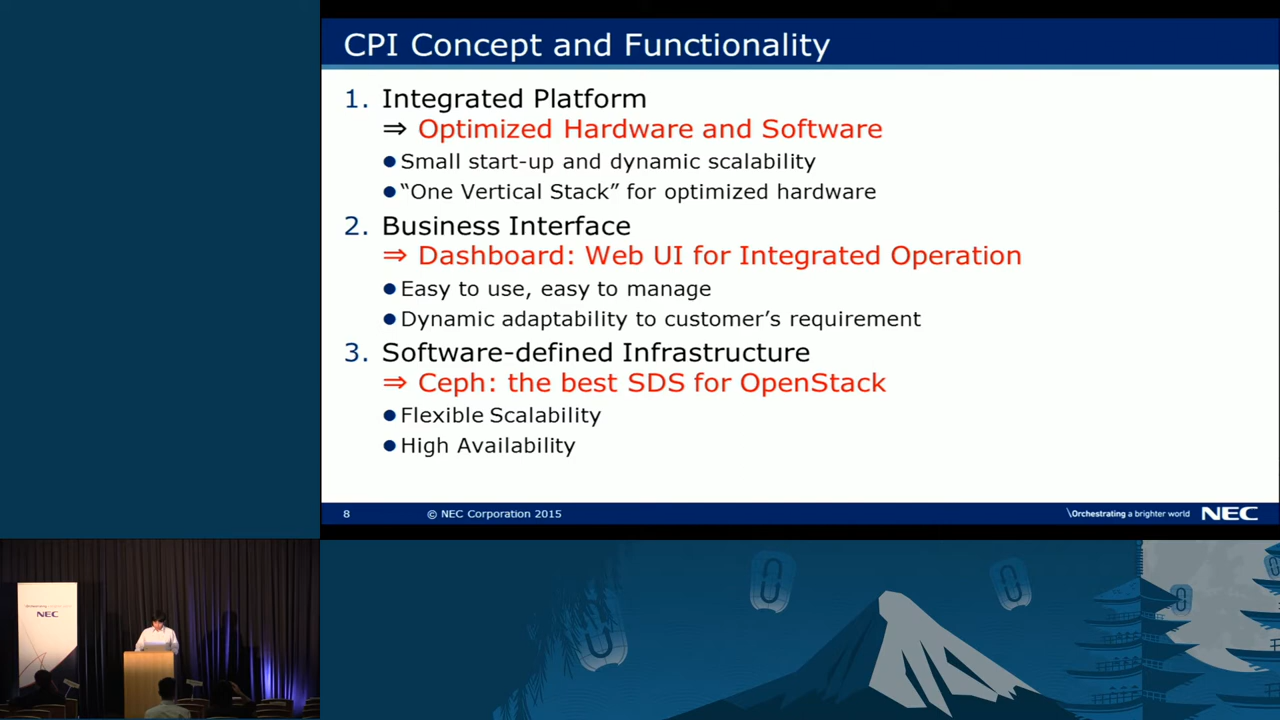 CPI Concept and Functionality
1. Integrated Platform
⇒ Optimized Hardware and Software
●Small start-up and dynamic scalability
●“One Vertical Stack” for optimized hardware
2. Business Interface
⇒ Dashboard: Web UI for Integrated Operation
●Easy to use, easy to manage
●Dynamic adaptability to customer’s requirement
3. Software-defined Infrastructure
⇒ Ceph: the best SDS for OpenStack
●Flexible Scalability
●High Availability
8 © NEC Corporation 2015 \Orchestrating a brighter world NEC
NEC